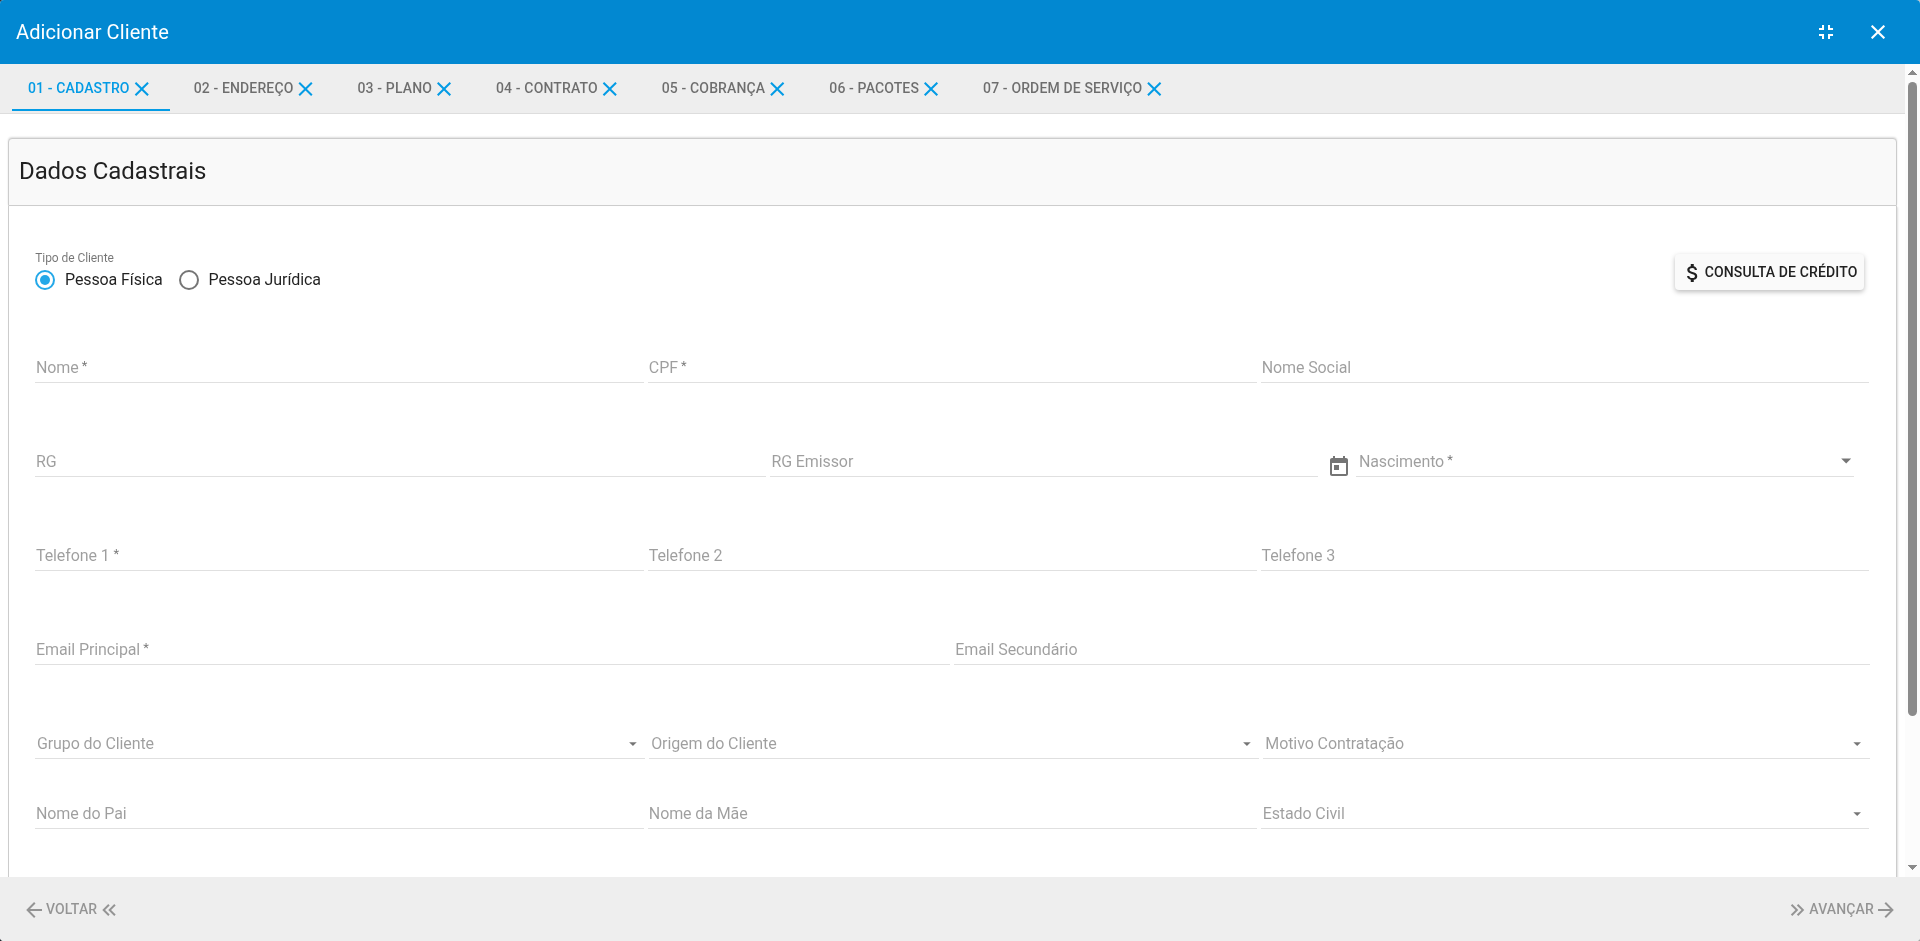 Adicionar Cliente
01 - CADASTRO 02 - ENDEREÇO 03 - PLANO 04 - CONTRATO 05 - COBRANÇA 06 - PACOTES 07 - ORDEM DE SERVIÇO
Dados Cadastrais
Tipo de Cliente
Pessoa Física Pessoa Jurídica
$ CONSULTA DE CRÉDITO
Nome * CPF * Nome Social
RG RG Emissor Nascimento *
Telefone 1 * Telefone 2 Telefone 3
Email Principal * Email Secundário
Grupo do Cliente Origem do Cliente Motivo Contratação
Nome do Pai Nome da Mãe Estado Civil
VOLTAR AVANÇAR